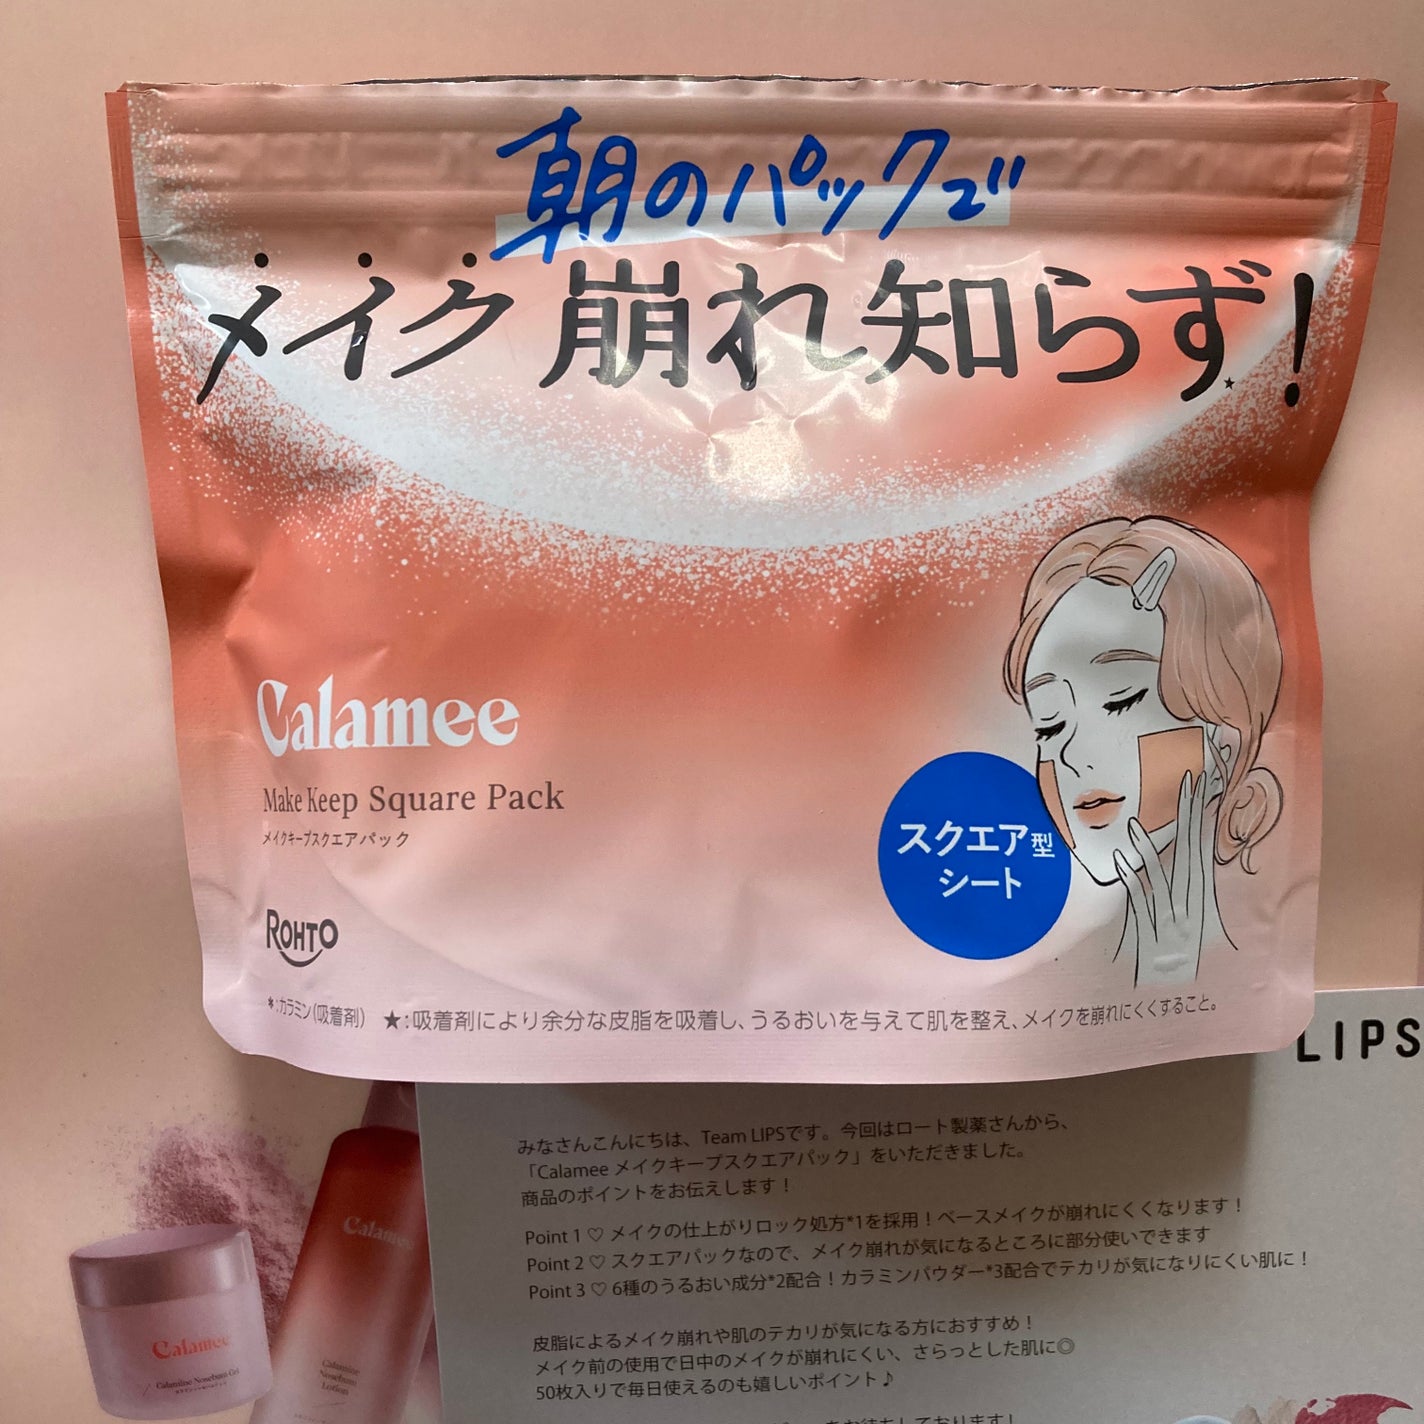 朝のパックで
メイク崩れ知らず★!
Calamee
Make Keep Square Pack
メイクキープスクエアパック
スクエア型
シート
ROHTO
*:カラミン(吸着剤) ★:吸着剤により余分な皮脂を吸着し、うるおいを与えて肌を整え、メイクを崩れにくくすること。
LIPS
みなさんこんにちは、Team LIPSです。今回はロート製薬さんから、
「Calamee メイクキープスクエアパック」をいただきました。
商品のポイントをお伝えします！
Point 1 ♡ メイクの仕上がりロック処方*1を採用！ベースメイクが崩れにくくなります！
Point 2 ♡ スクエアパックなので、メイク崩れが気になるところに部分使いできます
Point 3 ♡ 6種のうるおい成分*2配合！カラミンパウダー*3配合でテカリが気になりにくい肌に！
皮脂によるメイク崩れや肌のテカリが気になる方におすすめ！
メイク前の使用で日中のメイクが崩れにくい、さらっとした肌に◎
50枚入りで毎日使えるのも嬉しいポイント♪
Calamee
Calamine Nosebum Gel
Calamee
Calamine
Nosebum
Lotion